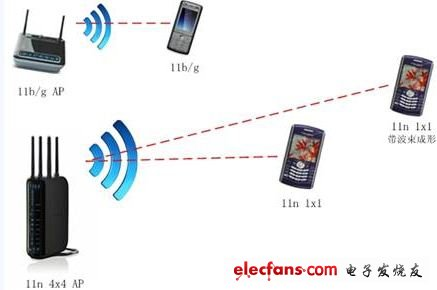 11b/g
11b/g AP
11n 1x1
带波束成形
11n 1x1
11n 4x4 AP
elecfans.com 电子发烧友